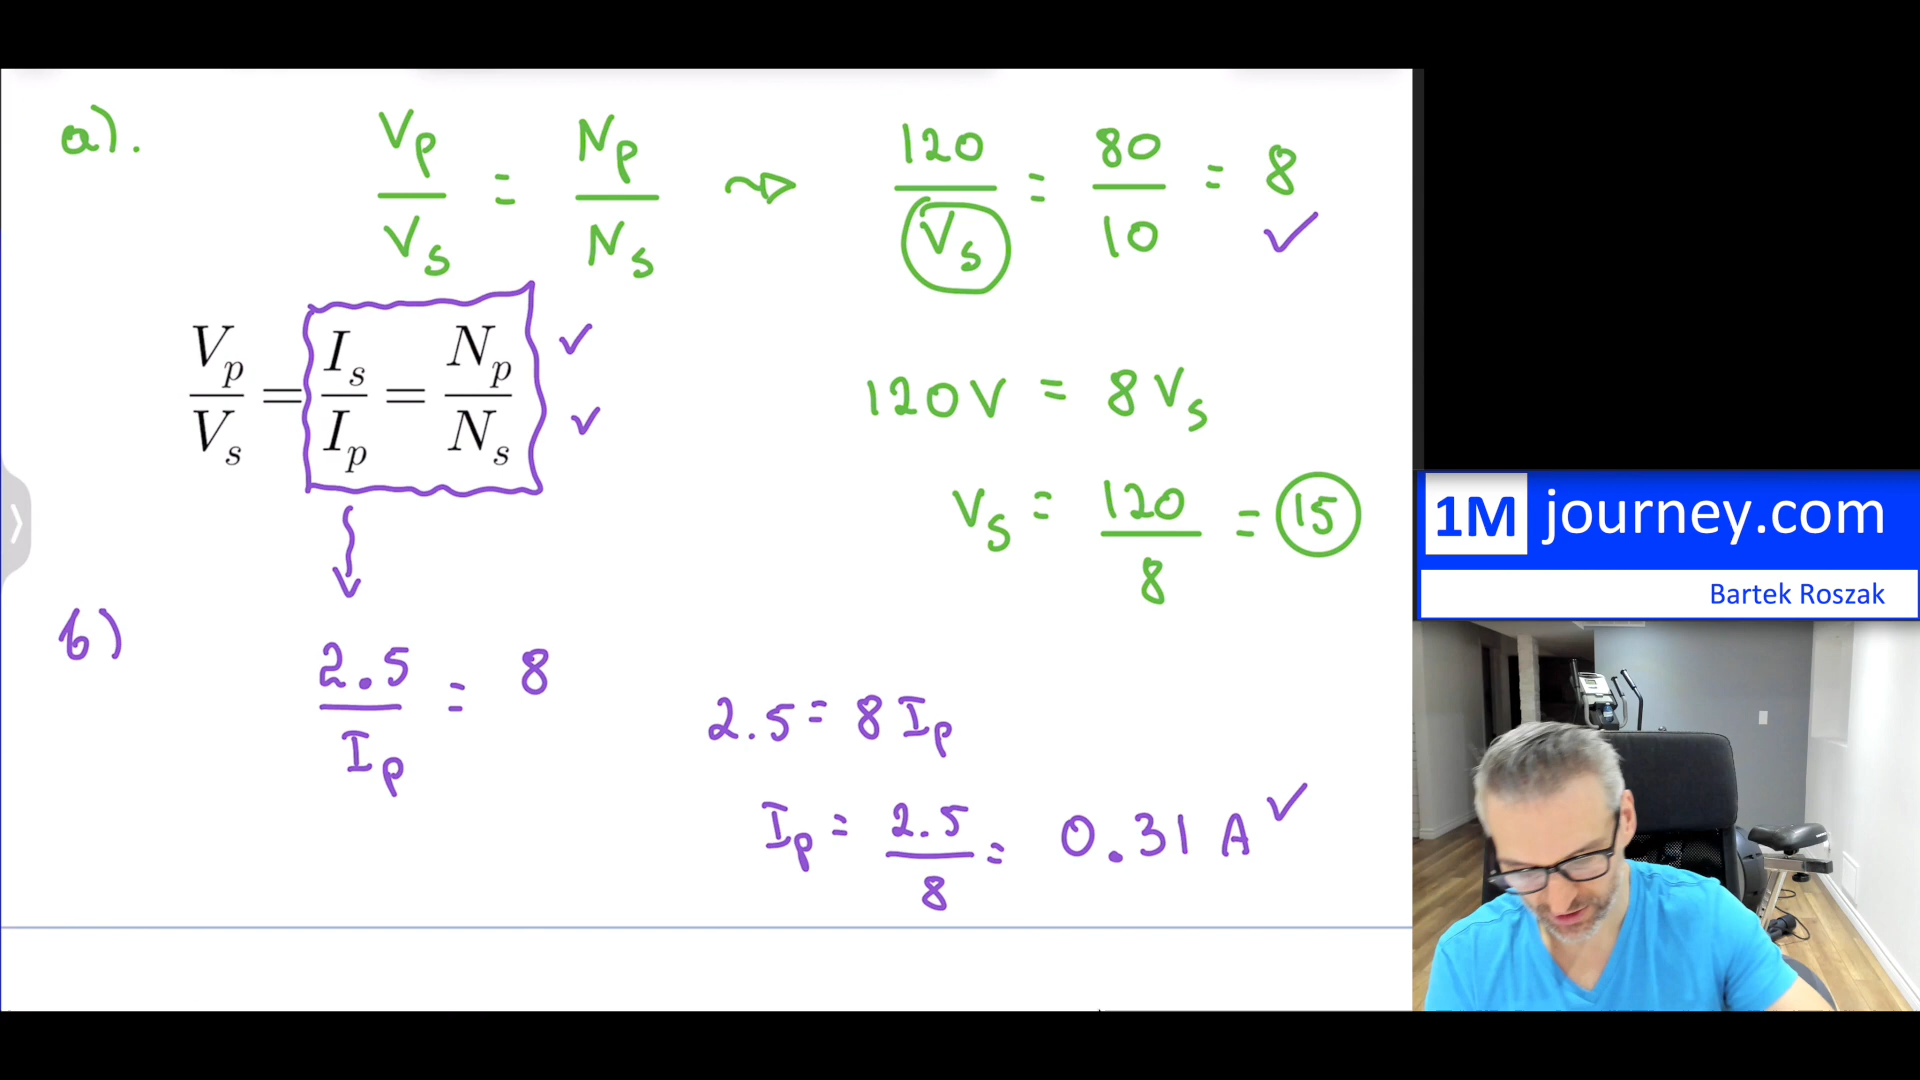 a).
Vp/Vs = Np/Ns ⇝ 120/Vs = 80/10 = 8 ✓
Vp/Vs = Is/Ip = Np/Ns ✓ ✓
120V = 8Vs
Vs = 120/8 = 15
b)
2.5/Ip = 8
2.5 = 8Ip
Ip = 2.5/8 = 0.31 A ✓
1M journey.com
Bartek Roszak